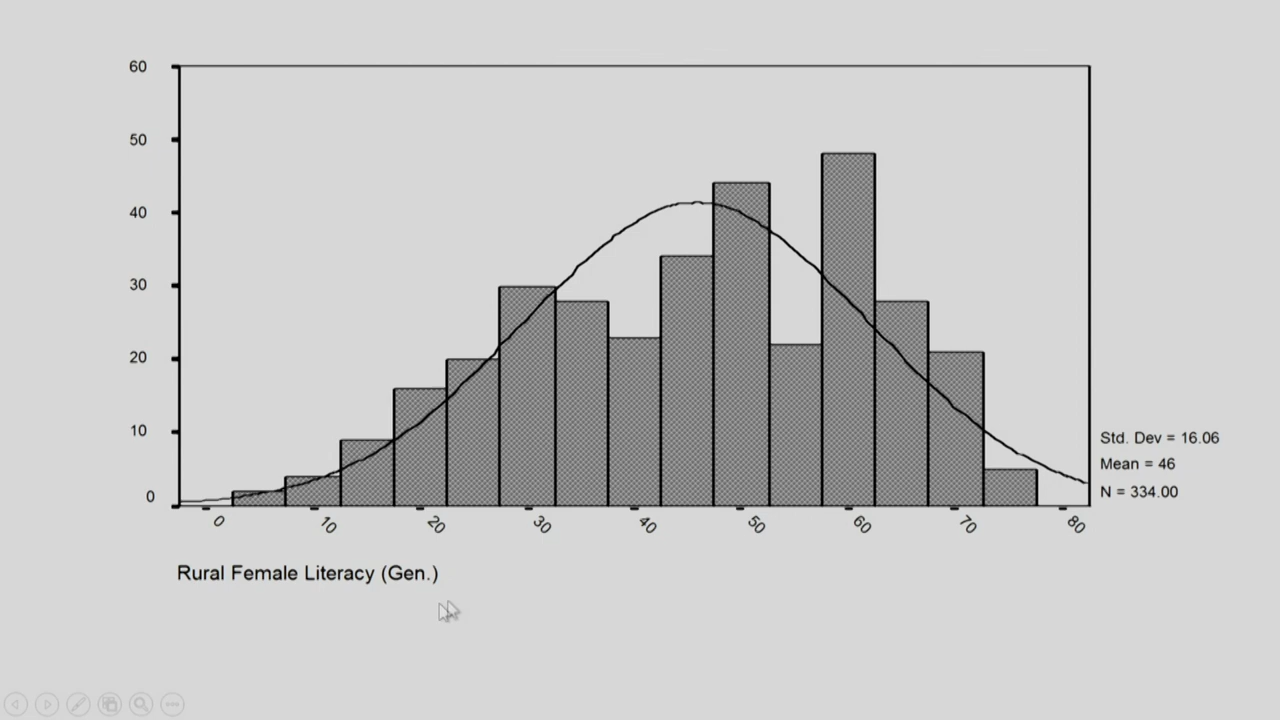 60
50
40
30
20
10
0
0 10 20 30 40 50 60 70 80
Std. Dev = 16.06
Mean = 46
N = 334.00
Rural Female Literacy (Gen.)